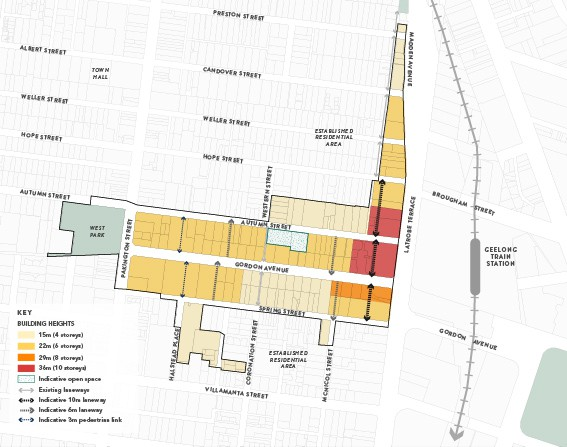 PRESTON STREET
MADDEN AVENUE
ALBERT STREET
TOWN
HALL
CANDOVER STREET
WELLER STREET
WELLER STREET
ESTABLISHED
RESIDENTIAL
AREA
HOPE STREET
HOPE STREET
WESTERN STREET
AUTUMN STREET
BROUGHAM STREET
LATROBE TERRACE
WEST
PARK
PAKINGTON STREET
AUTUMN STREET
GEELONG
TRAIN
STATION
GORDON AVENUE
SPRING STREET
GORDON AVENUE
HALSTEAD PLACE
CORONATION STREET
ESTABLISHED
RESIDENTIAL
AREA
MCNICOL STREET
VILLAMANTA STREET
KEY
BUILDING HEIGHTS
15m (4 storeys)
22m (6 storeys)
29m (8 storeys)
36m (10 storeys)
Indicative open space
Existing laneways
Indicative 10m laneway
Indicative 6m laneway
Indicative 3m pedestrian link